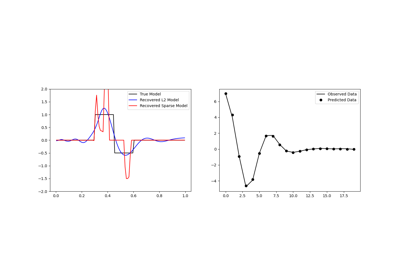 True Model
Recovered L2 Model
Recovered Sparse Model
2.0
1.5
1.0
0.5
0.0
-0.5
-1.0
-1.5
-2.0
0.0 0.2 0.4 0.6 0.8 1.0
Observed Data
Predicted Data
6
4
2
0
-2
-4
0.0 2.5 5.0 7.5 10.0 12.5 15.0 17.5